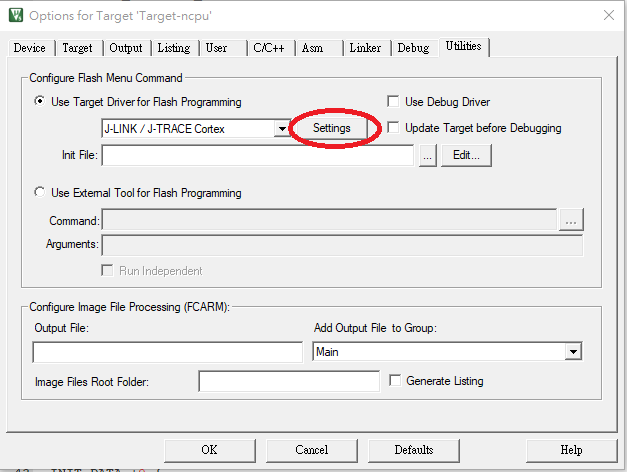 Options for Target 'Target-ncpu'
Device Target Output Listing User C/C++ Asm Linker Debug Utilities
Configure Flash Menu Command
Use Target Driver for Flash Programming Use Debug Driver
J-LINK / J-TRACE Cortex Settings Update Target before Debugging
Init File: ... Edit...
Use External Tool for Flash Programming
Command: ...
Arguments:
Run Independent
Configure Image File Processing (FCARM):
Output File: Add Output File to Group:
Main
Image Files Root Folder: Generate Listing
OK Cancel Defaults Help